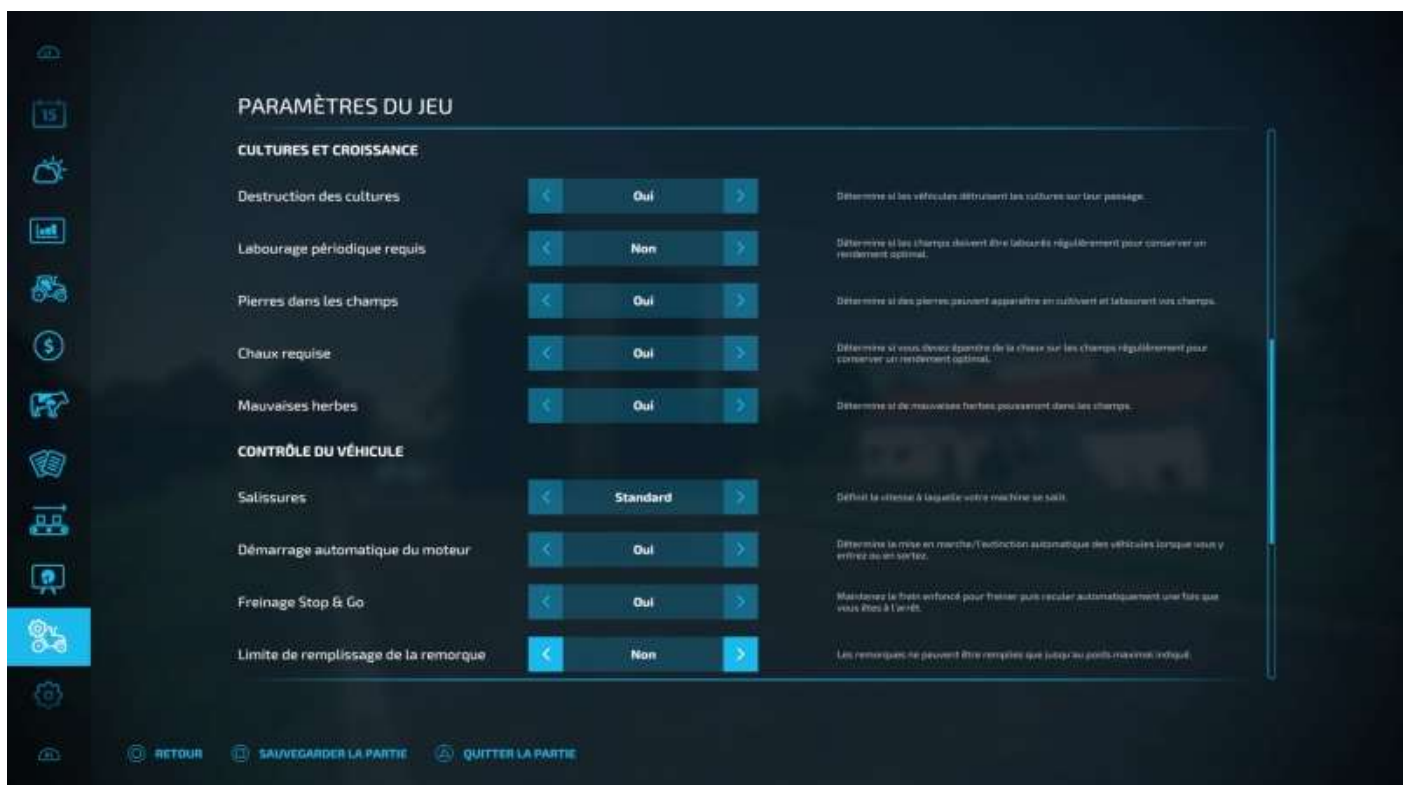 15
PARAMÈTRES DU JEU
CULTURES ET CROISSANCE
Destruction des cultures
Oui
Détermine si les véhicules détruisent les cultures sur leur passage.
Labourage périodique requis
Non
Détermine si les champs doivent être labourés régulièrement pour conserver un
rendement optimal.
Pierres dans les champs
Oui
Détermine si des pierres peuvent apparaître en cultivant et labourant vos champs.
Chaux requise
Oui
Détermine si vous devez épandre de la chaux sur les champs régulièrement pour
conserver un rendement optimal.
Mauvaises herbes
Oui
Détermine si de mauvaises herbes pousseront dans les champs.
CONTRÔLE DU VÉHICULE
Salissures
Standard
Définit la vitesse à laquelle votre machine se salit.
Démarrage automatique du moteur
Oui
Détermine la mise en marche/l'extinction automatique des véhicules lorsque vous y
entrez ou en sortez.
Freinage Stop & Go
Oui
Maintenez le frein enfoncé pour freiner puis reculer automatiquement une fois que
vous êtes à l'arrêt.
Limite de remplissage de la remorque
Non
Les remorques ne peuvent être remplies que jusqu'au poids maximal indiqué.
RETOUR SAUVEGARDER LA PARTIE QUITTER LA PARTIE